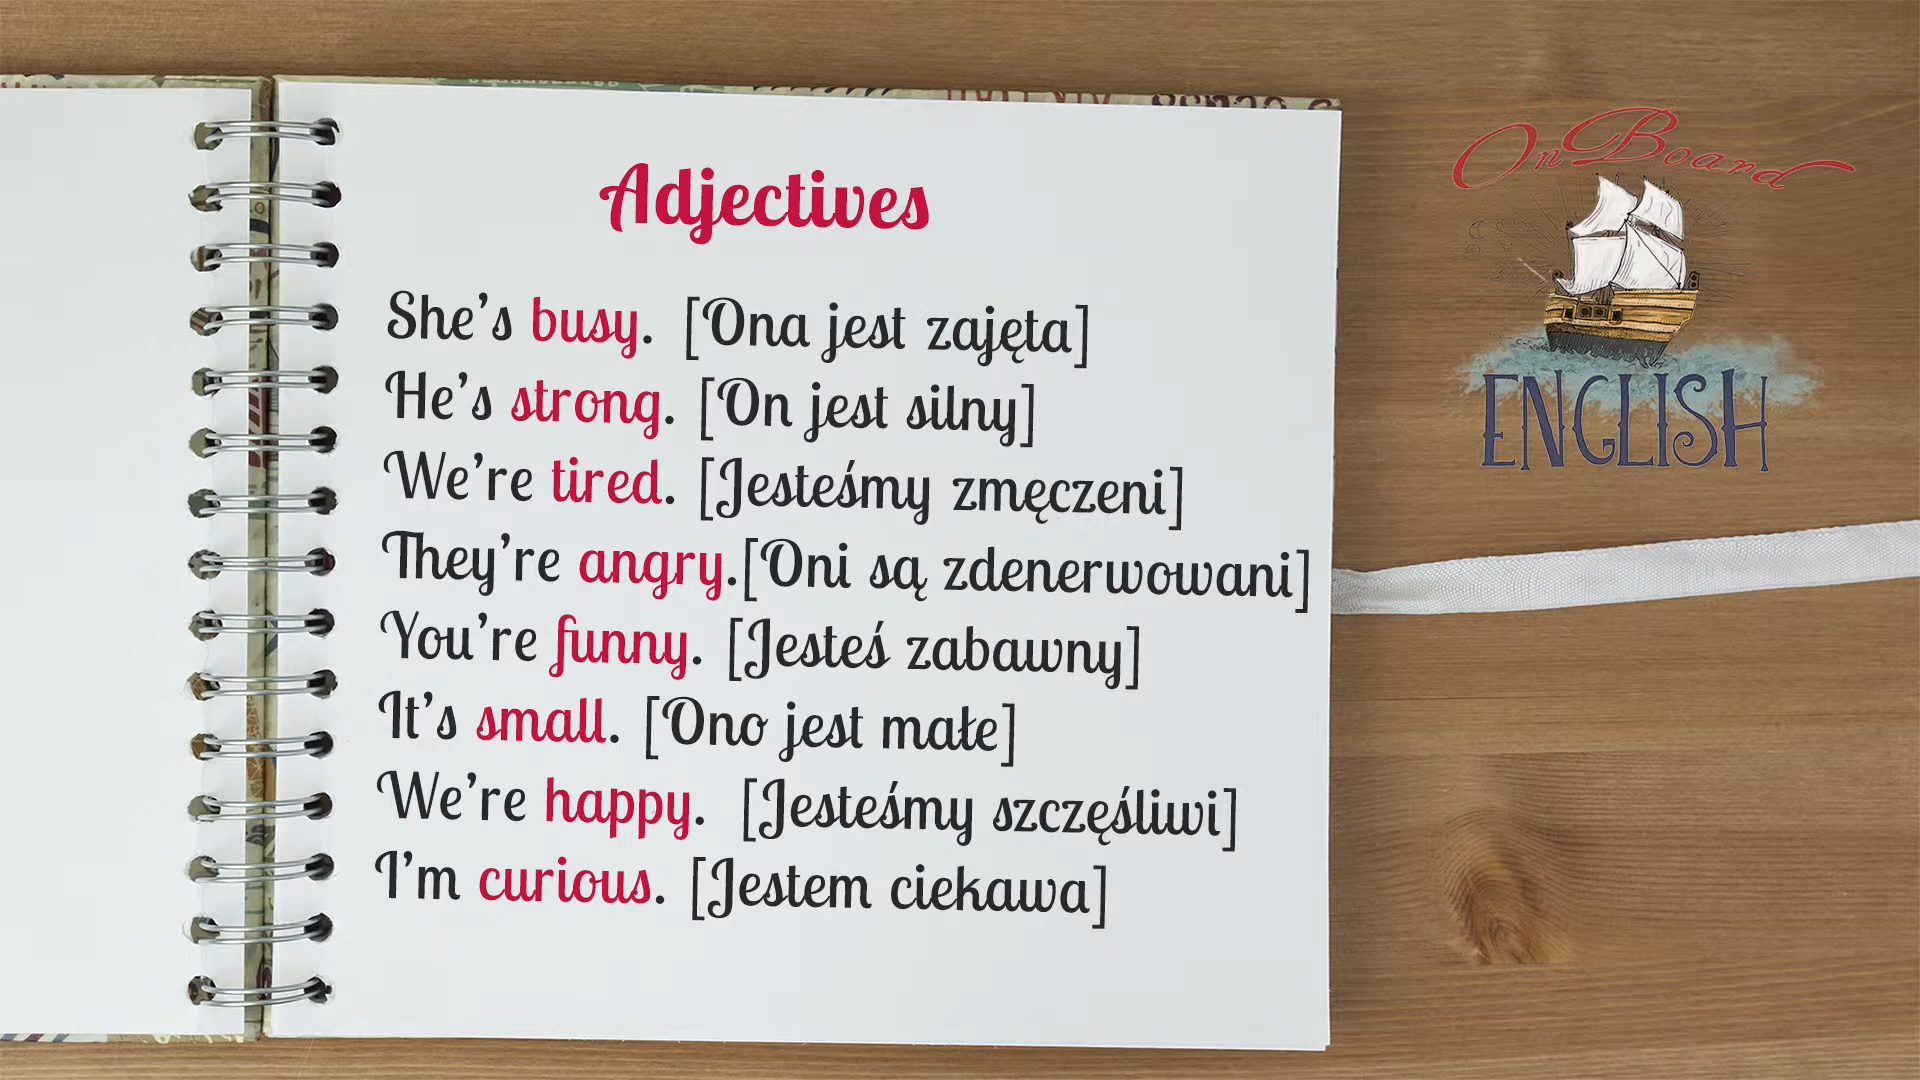 Adjectives
She's busy. [Ona jest zajęta]
He's strong. [On jest silny]
We're tired. [Jesteśmy zmęczeni]
They're angry.[Oni są zdenerwowani]
You're funny. [Jesteś zabawny]
It's small. [Ono jest małe]
We're happy. [Jesteśmy szczęśliwi]
I'm curious. [Jestem ciekawa]
OnBoard
ENGLISH